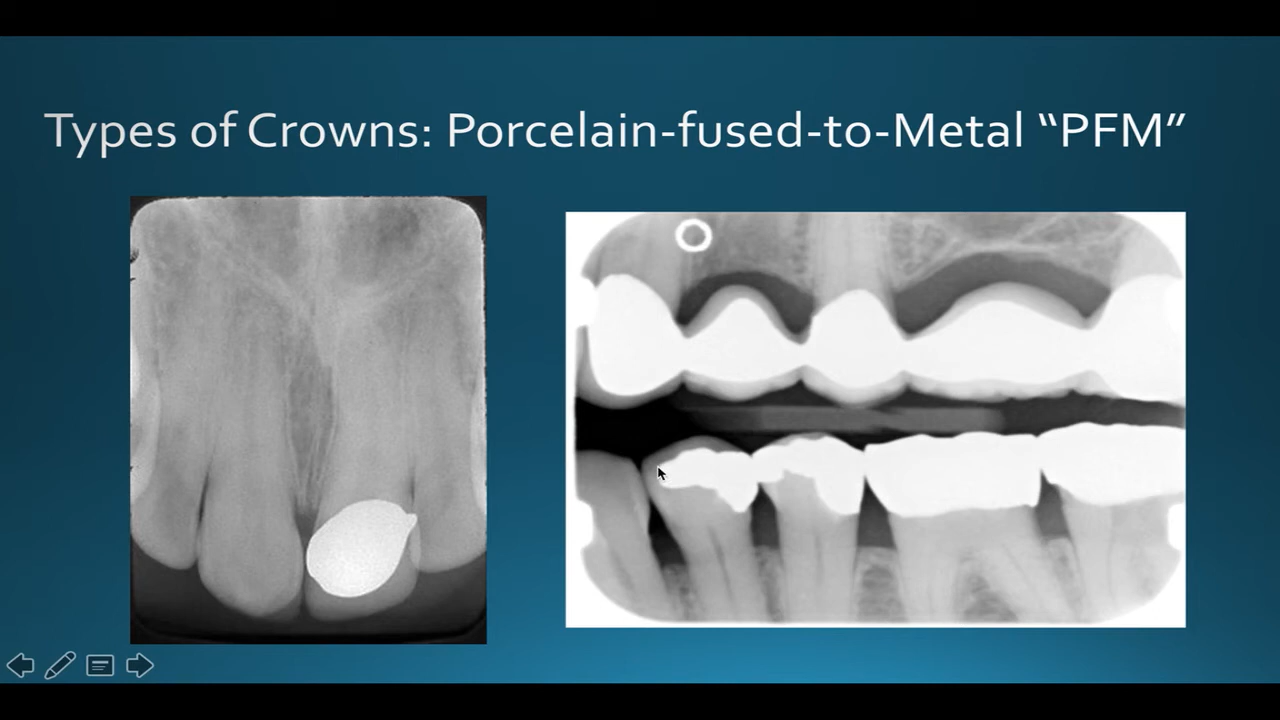 Types of Crowns: Porcelain-fused-to-Metal “PFM”